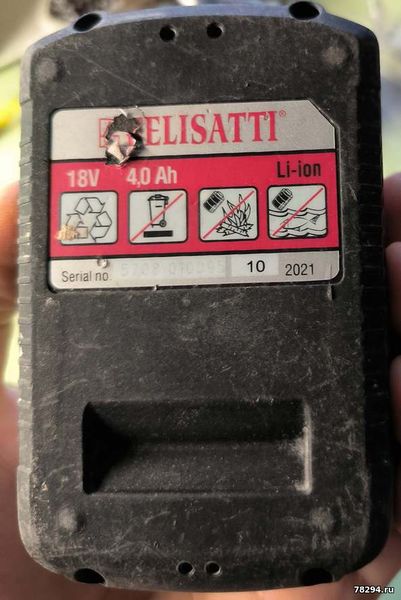 ELISATTI®
18V 4,0 Ah Li-ion
Serial no 10 2021
78294.ru